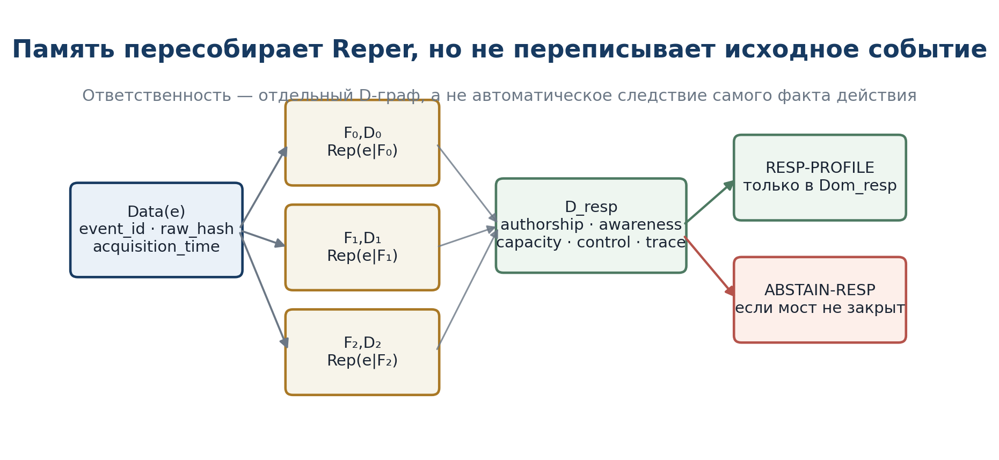 Память пересобирает Reper, но не переписывает исходное событие
Ответственность — отдельный D-граф, а не автоматическое следствие самого факта действия
Data(e)
event_id · raw_hash
acquisition_time
F₀,D₀
Rep(e|F₀)
F₁,D₁
Rep(e|F₁)
F₂,D₂
Rep(e|F₂)
D_resp
authorship · awareness
capacity · control · trace
RESP-PROFILE
только в Dom_resp
ABSTAIN-RESP
если мост не закрыт